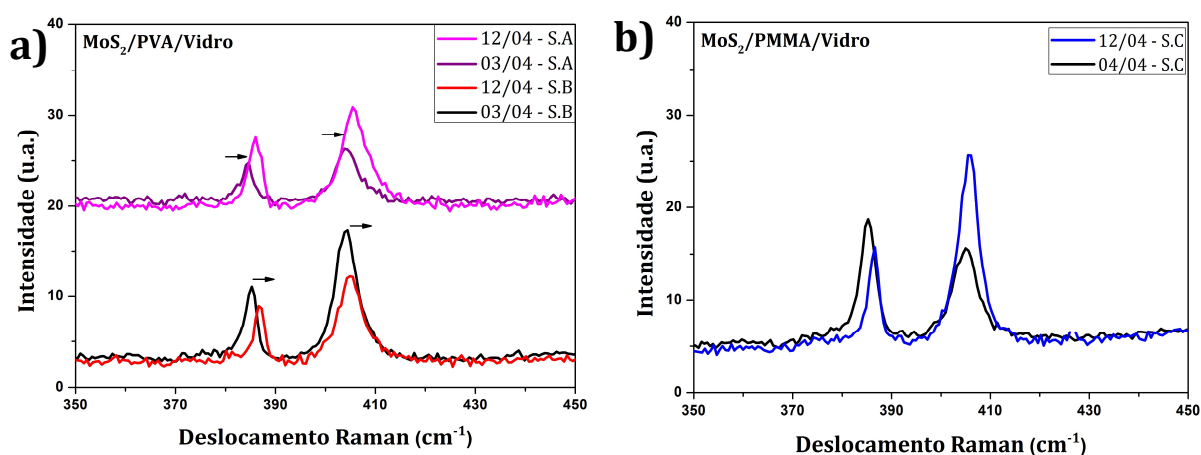 a)
MoS₂/PVA/Vidro
12/04 - S.A
03/04 - S.A
12/04 - S.B
03/04 - S.B
Intensidade (u.a.)
40
30
20
10
0
350 370 390 410 430 450
Deslocamento Raman (cm⁻¹)
b)
MoS₂/PMMA/Vidro
12/04 - S.C
04/04 - S.C
Intensidade (u.a.)
40
30
20
10
0
350 370 390 410 430 450
Deslocamento Raman (cm⁻¹)